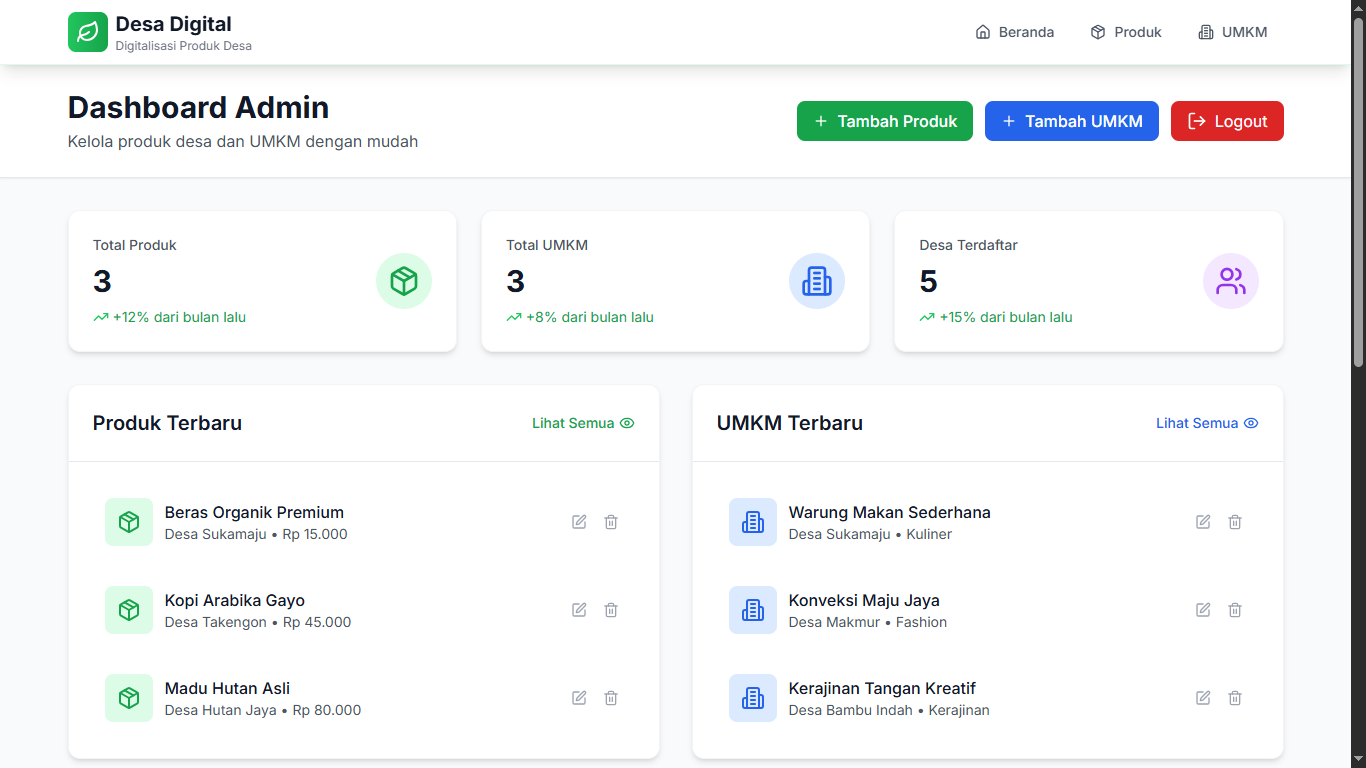 Desa Digital
Digitalisasi Produk Desa
Beranda
Produk
UMKM
Dashboard Admin
Kelola produk desa dan UMKM dengan mudah
+ Tambah Produk
+ Tambah UMKM
Logout
Total Produk
3
+12% dari bulan lalu
Total UMKM
3
+8% dari bulan lalu
Desa Terdaftar
5
+15% dari bulan lalu
Produk Terbaru
Lihat Semua
Beras Organik Premium
Desa Sukamaju • Rp 15.000
Kopi Arabika Gayo
Desa Takengon • Rp 45.000
Madu Hutan Asli
Desa Hutan Jaya • Rp 80.000
UMKM Terbaru
Lihat Semua
Warung Makan Sederhana
Desa Sukamaju • Kuliner
Konveksi Maju Jaya
Desa Makmur • Fashion
Kerajinan Tangan Kreatif
Desa Bambu Indah • Kerajinan